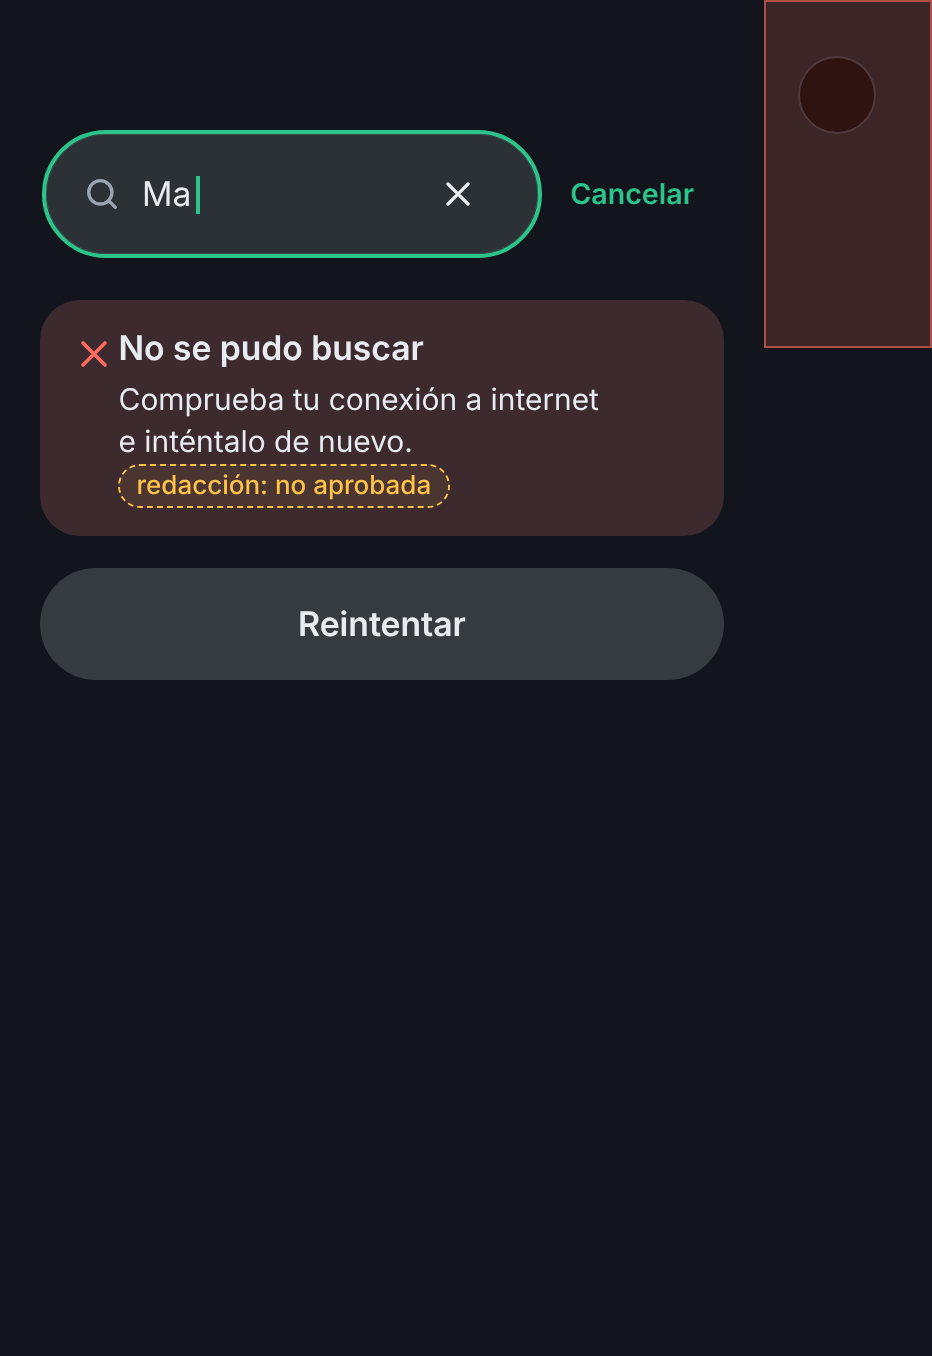 Ma
Cancelar
No se pudo buscar
Comprueba tu conexión a internet
e inténtalo de nuevo.
redacción: no aprobada
Reintentar